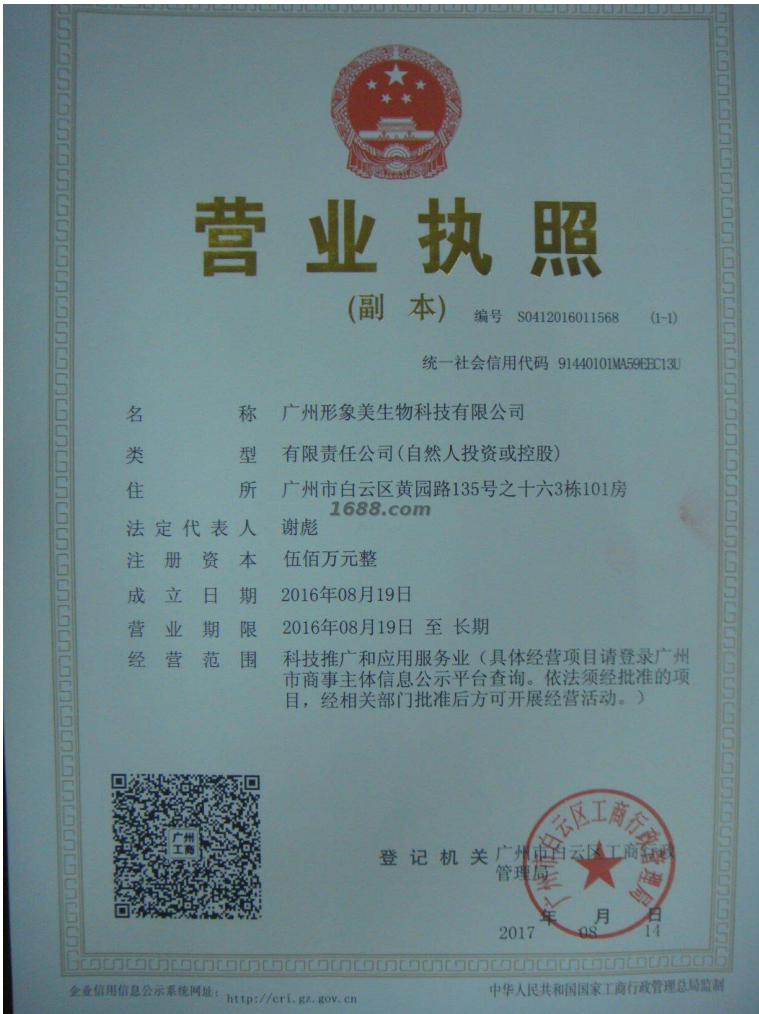 营业执照
(副 本) 编号 S0412016011568 (1-1)
统一社会信用代码 91440101MA59EEC13U
名称 广州形象美生物科技有限公司
类型 有限责任公司(自然人投资或控股)
住所 广州市白云区黄园路135号之十六3栋101房
1688.com
法定代表人 谢彪
注册资本 伍佰万元整
成立日期 2016年08月19日
营业期限 2016年08月19日 至 长期
经营范围 科技推广和应用服务业（具体经营项目请登录广州
市商事主体信息公示平台查询。依法须经批准的项
目，经相关部门批准后方可开展经营活动。）
广州
工商
登记机关 广州市白云区工商行政
管理局
广州市白云区工商行政管理局
年 月 日
2017 08 14
企业信用信息公示系统网址： http://cri.gz.gov.cn
中华人民共和国国家工商行政管理总局监制